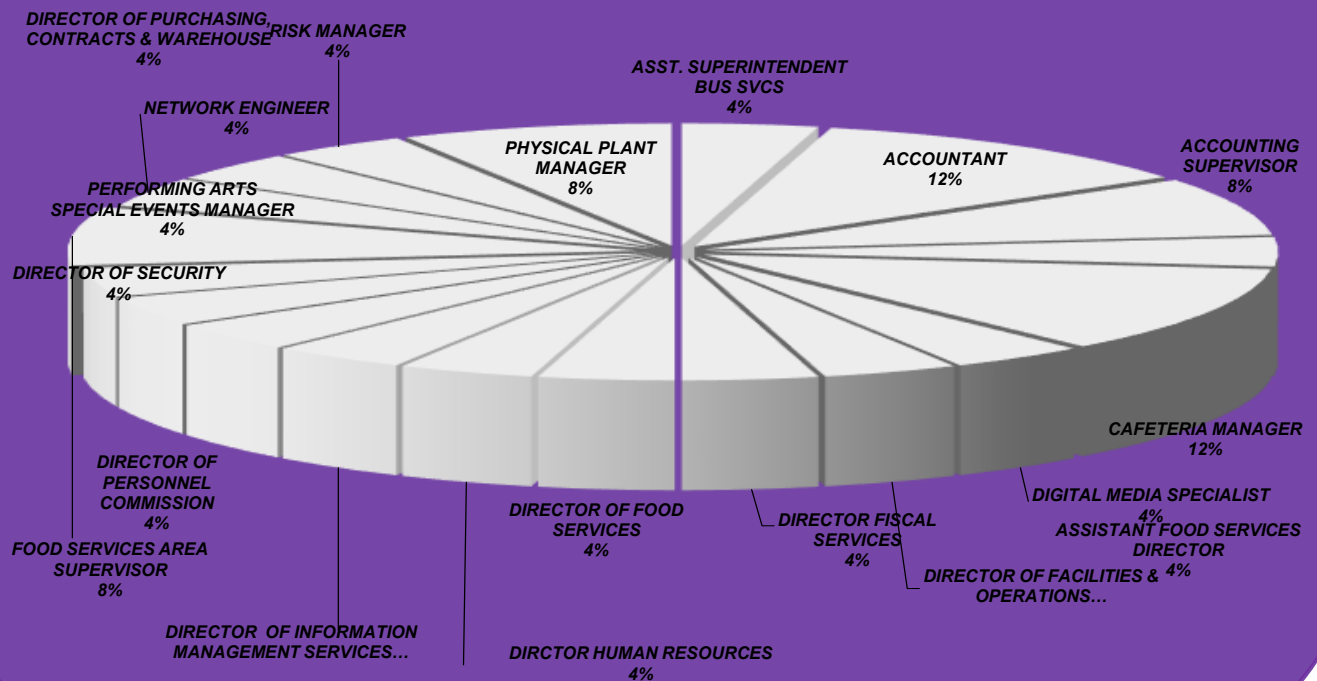 DIRECTOR OF PURCHASING,
CONTRACTS & WAREHOUSE
4%
RISK MANAGER
4%
ASST. SUPERINTENDENT
BUS SVCS
4%
NETWORK ENGINEER
4%
PHYSICAL PLANT
MANAGER
8%
ACCOUNTANT
12%
ACCOUNTING
SUPERVISOR
8%
PERFORMING ARTS
SPECIAL EVENTS MANAGER
4%
DIRECTOR OF SECURITY
4%
CAFETERIA MANAGER
12%
DIRECTOR OF
PERSONNEL
COMMISSION
4%
DIGITAL MEDIA SPECIALIST
4%
DIRECTOR OF FOOD
SERVICES
4%
DIRECTOR FISCAL
SERVICES
4%
ASSISTANT FOOD SERVICES
DIRECTOR
4%
FOOD SERVICES AREA
SUPERVISOR
8%
DIRECTOR OF FACILITIES &
OPERATIONS…
DIRECTOR  OF INFORMATION
MANAGEMENT SERVICES…
DIRCTOR HUMAN RESOURCES
4%